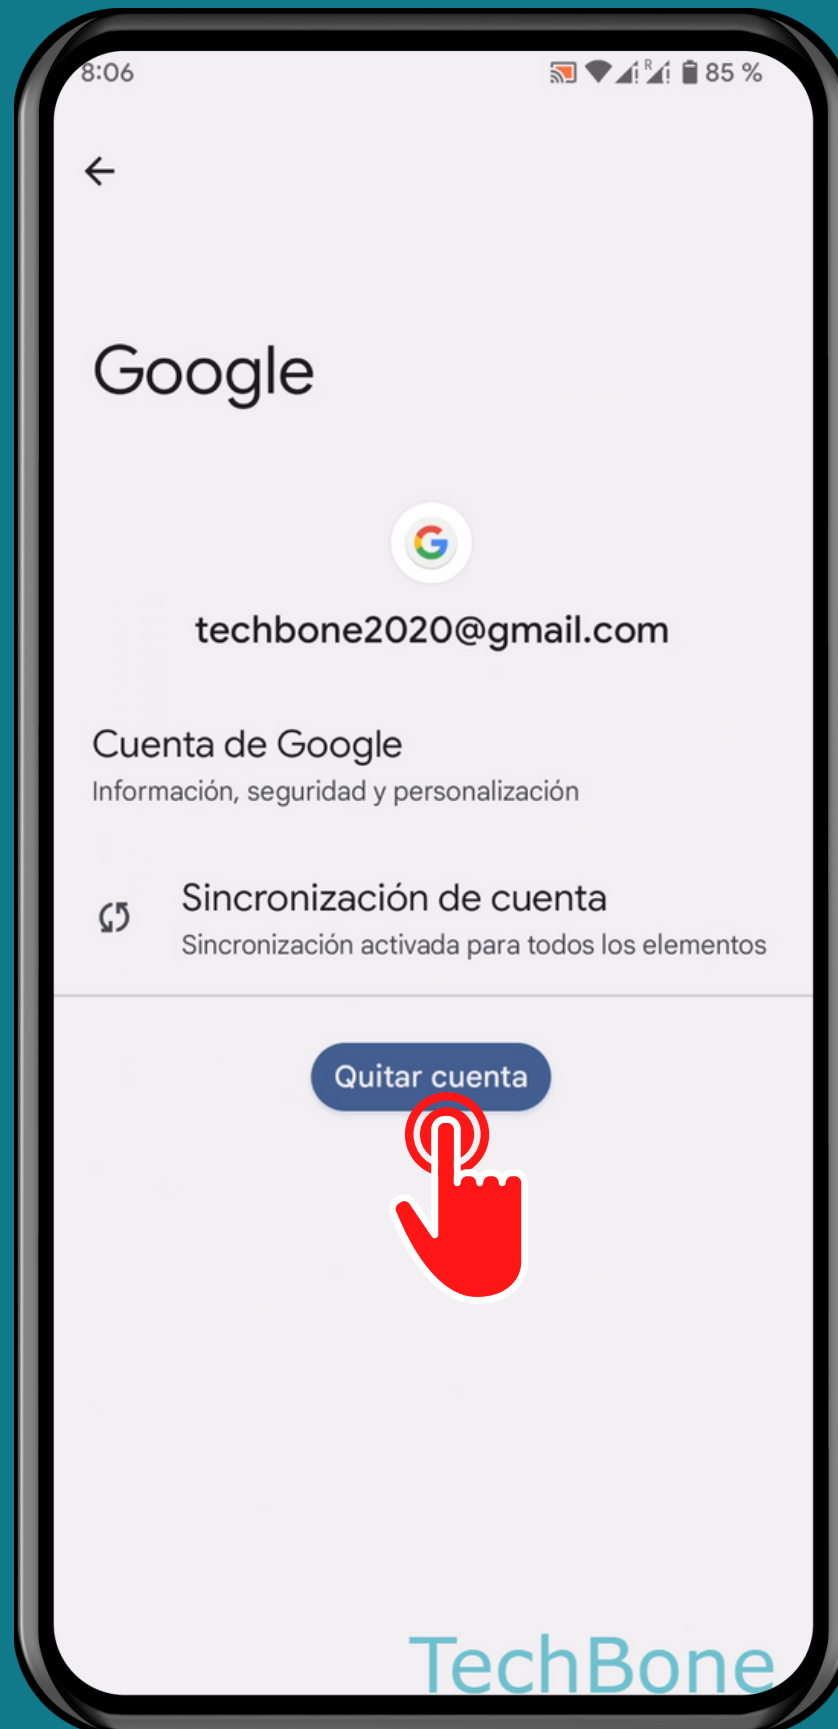 8:06
R
85 %
Google
G
techbone2020@gmail.com
Cuenta de Google
Información, seguridad y personalización
Sincronización de cuenta
Sincronización activada para todos los elementos
Quitar cuenta
TechBone